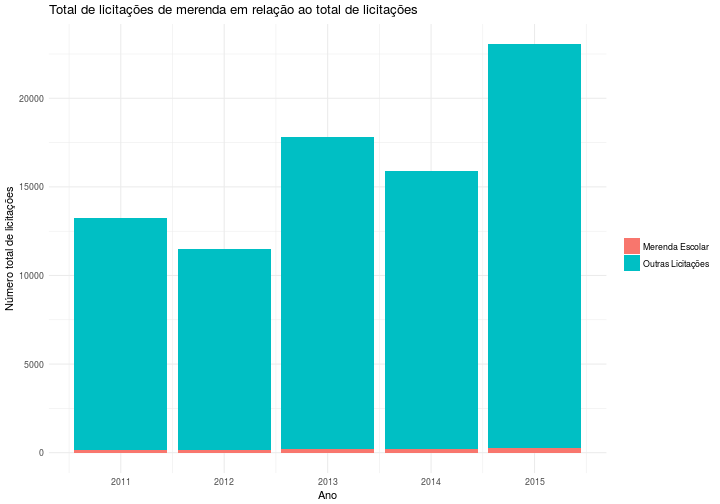 Total de licitações de merenda em relação ao total de licitações
Número total de licitações
20000
15000
10000
5000
0
2011 2012 2013 2014 2015
Ano
Merenda Escolar
Outras Licitações